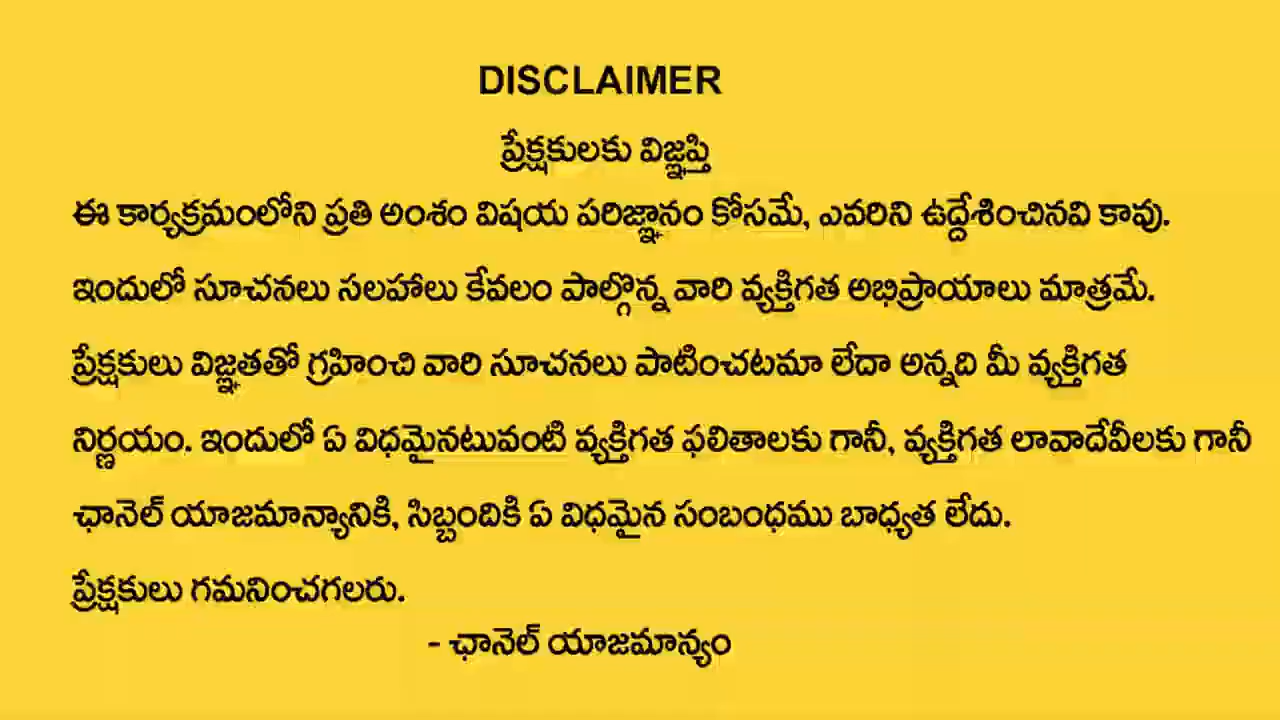 DISCLAIMER
ప్రేక్షకులకు విజ్ఞప్తి
ఈ కార్యక్రమంలోని ప్రతి అంశం విషయ పరిజ్ఞానం కోసమే, ఎవరిని ఉద్దేశించినవి కావు.
ఇందులో సూచనలు సలహాలు కేవలం పాల్గొన్న వారి వ్యక్తిగత అభిప్రాయాలు మాత్రమే.
ప్రేక్షకులు విజ్ఞతతో గ్రహించి వారి సూచనలు పాటించటమా లేదా అన్నది మీ వ్యక్తిగత
నిర్ణయం. ఇందులో ఏ విధమైనటువంటి వ్యక్తిగత ఫలితాలకు గానీ, వ్యక్తిగత లావాదేవీలకు గానీ
ఛానెల్ యాజమాన్యానికి, సిబ్బందికి ఏ విధమైన సంబంధము బాధ్యత లేదు.
ప్రేక్షకులు గమనించగలరు.
- ఛానెల్ యాజమాన్యం